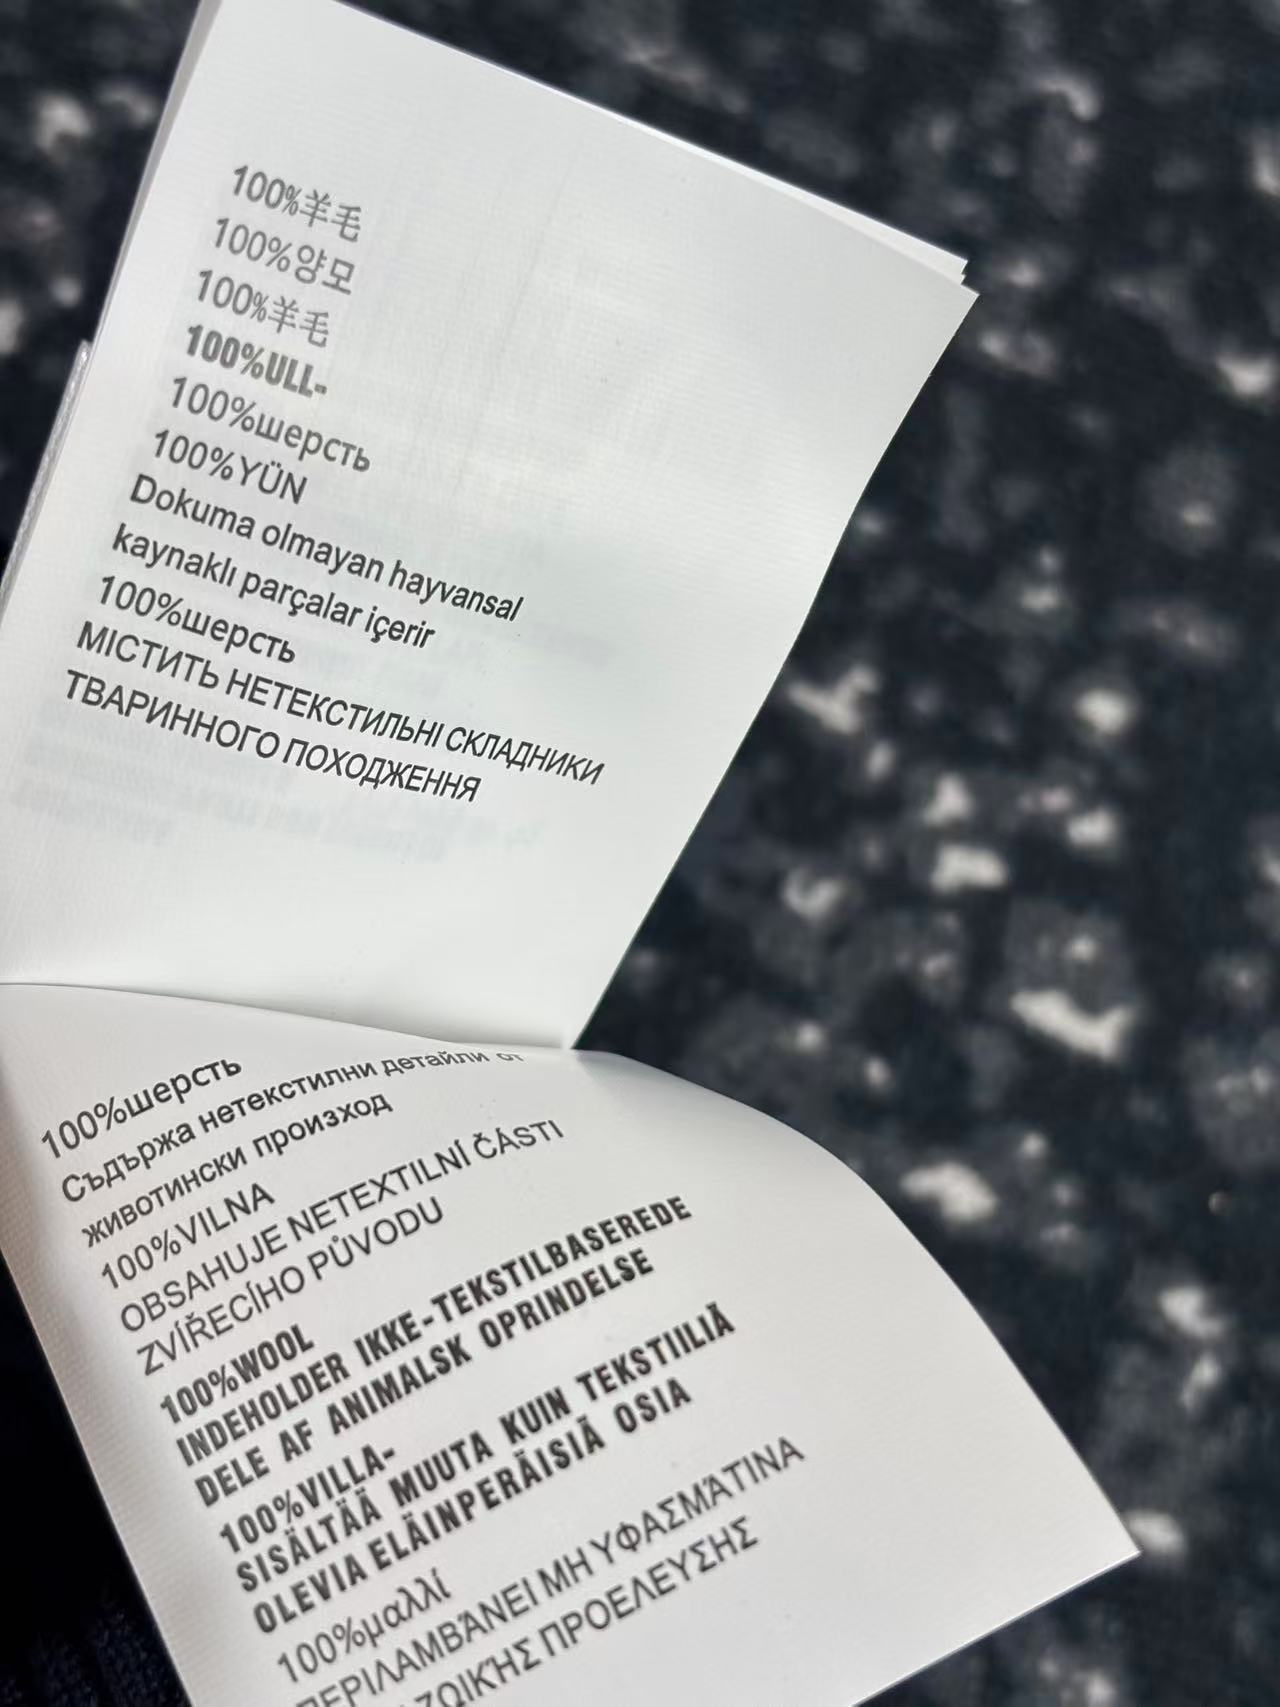 100%羊毛
100%양모
100%羊毛
100%ULL-
100%шерсть
100%YÜN
Dokuma olmayan hayvansal
kaynaklı parçalar içerir
100%шерсть
МІСТИТЬ НЕТЕКСТИЛЬНІ СКЛАДНИКИ
ТВАРИННОГО ПОХОДЖЕННЯ
100%шерсть
Съдържа нетекстилни детайли от
животински произход
100%VILNA
OBSAHUJE NETEXTILNÍ ČÁSTI
ZVÍŘECÍHO PŮVODU
100%WOOL
INDEHOLDER IKKE-TEKSTILBASEREDE
DELE AF ANIMALSK OPRINDELSE
100%VILLA-
SISÄLTÄÄ MUUTA KUIN TEKSTIILIÄ
OLEVIA ELÄINPERÄISIÄ OSIA
100%μαλλί
ΠΕΡΙΛΑΜΒΆΝΕΙ ΜΗ ΥΦΑΣΜΆΤΙΝΑ
ΖΩΙΚΉΣ ΠΡΟΕΛΕΥΣΗΣ